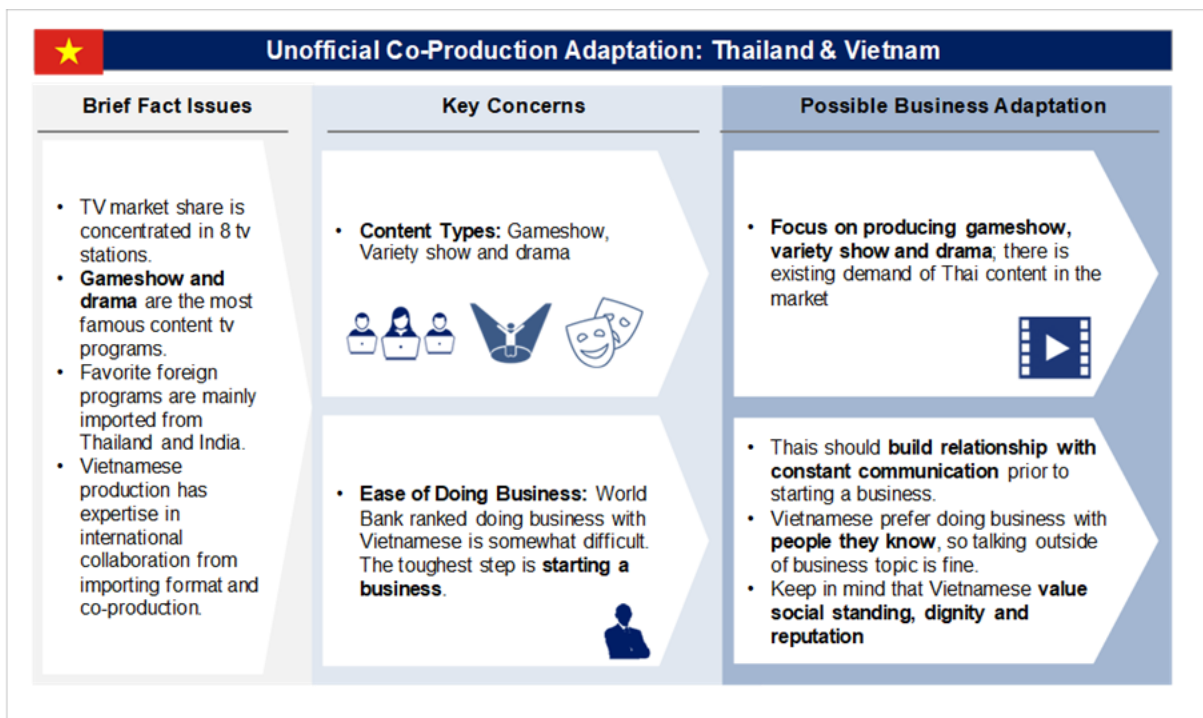 Unofficial Co-Production Adaptation: Thailand & Vietnam
Brief Fact Issues
• TV market share is
concentrated in 8 tv
stations.
• Gameshow and
drama are the most
famous content tv
programs.
• Favorite foreign
programs are mainly
imported from
Thailand and India.
• Vietnamese
production has
expertise in
international
collaboration from
importing format and
co-production.
Key Concerns
• Content Types: Gameshow,
Variety show and drama
• Ease of Doing Business: World
Bank ranked doing business with
Vietnamese is somewhat difficult.
The toughest step is starting a
business.
Possible Business Adaptation
• Focus on producing gameshow,
variety show and drama; there is
existing demand of Thai content in the
market
• Thais should build relationship with
constant communication prior to
starting a business.
• Vietnamese prefer doing business with
people they know, so talking outside
of business topic is fine.
• Keep in mind that Vietnamese value
social standing, dignity and
reputation